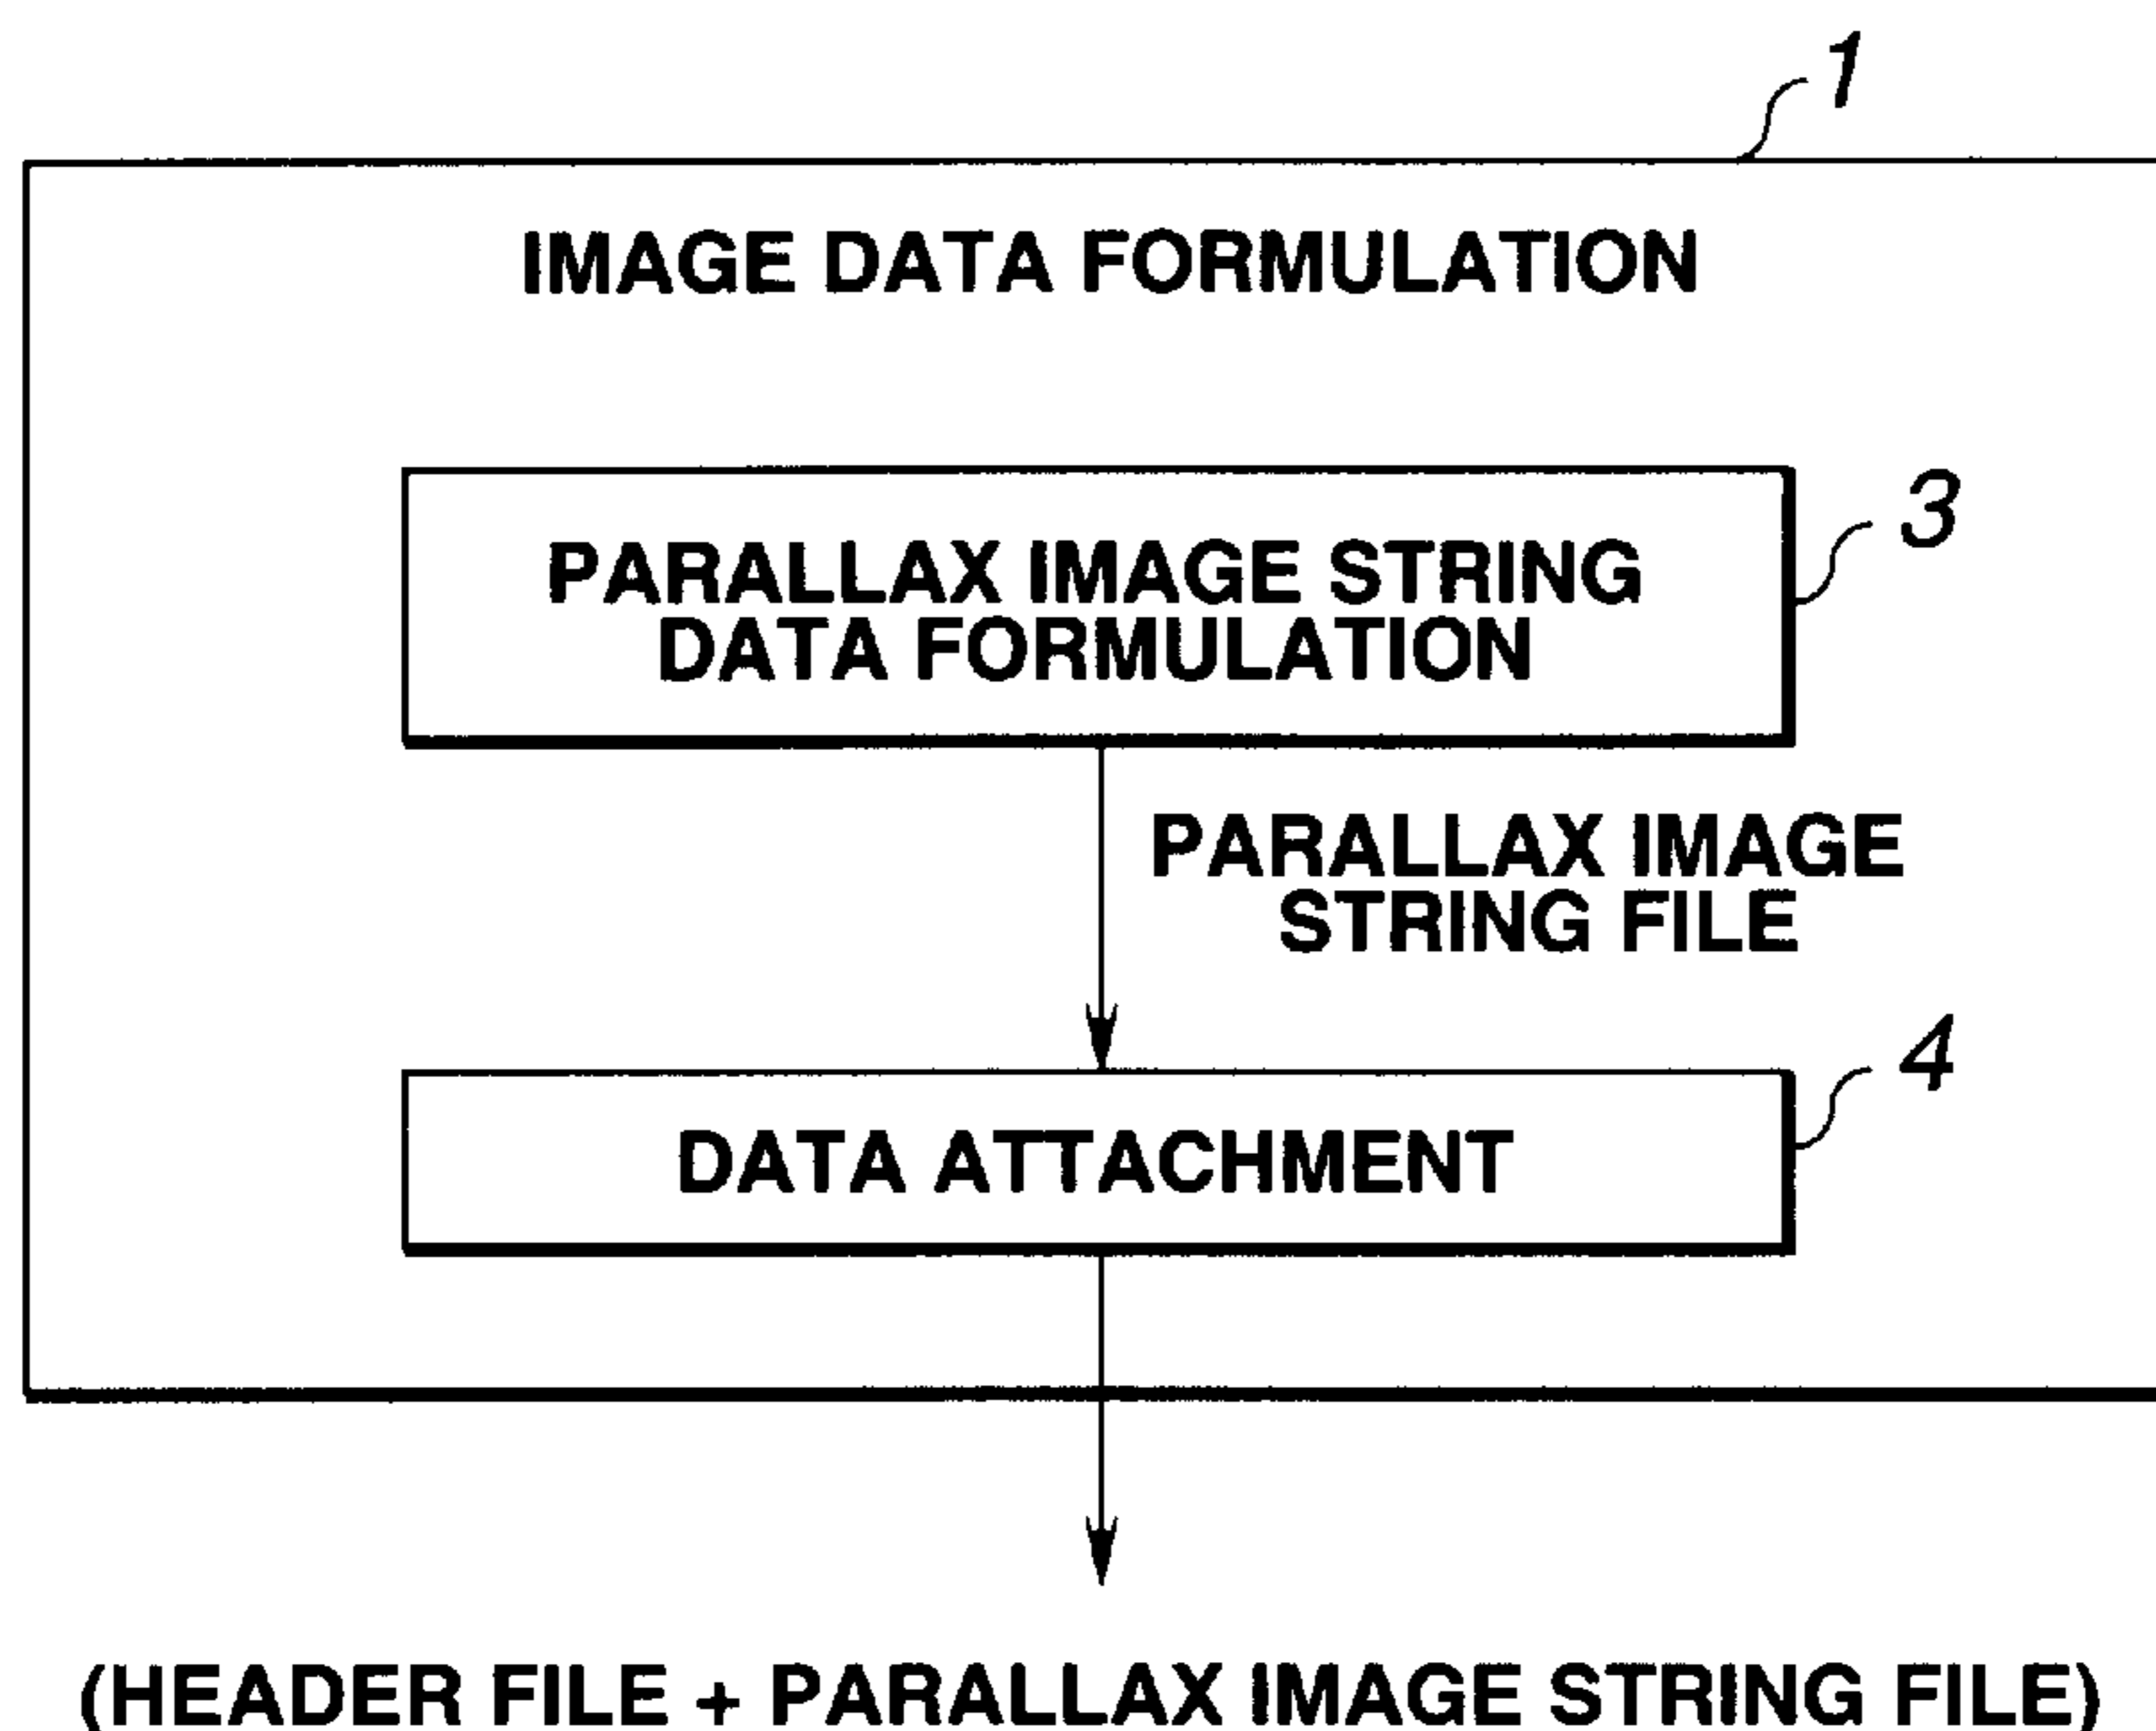 1
IMAGE DATA FORMULATION
3
PARALLAX IMAGE STRING
DATA FORMULATION
PARALLAX IMAGE
STRING FILE
4
DATA ATTACHMENT
(HEADER FILE + PARALLAX IMAGE STRING FILE)